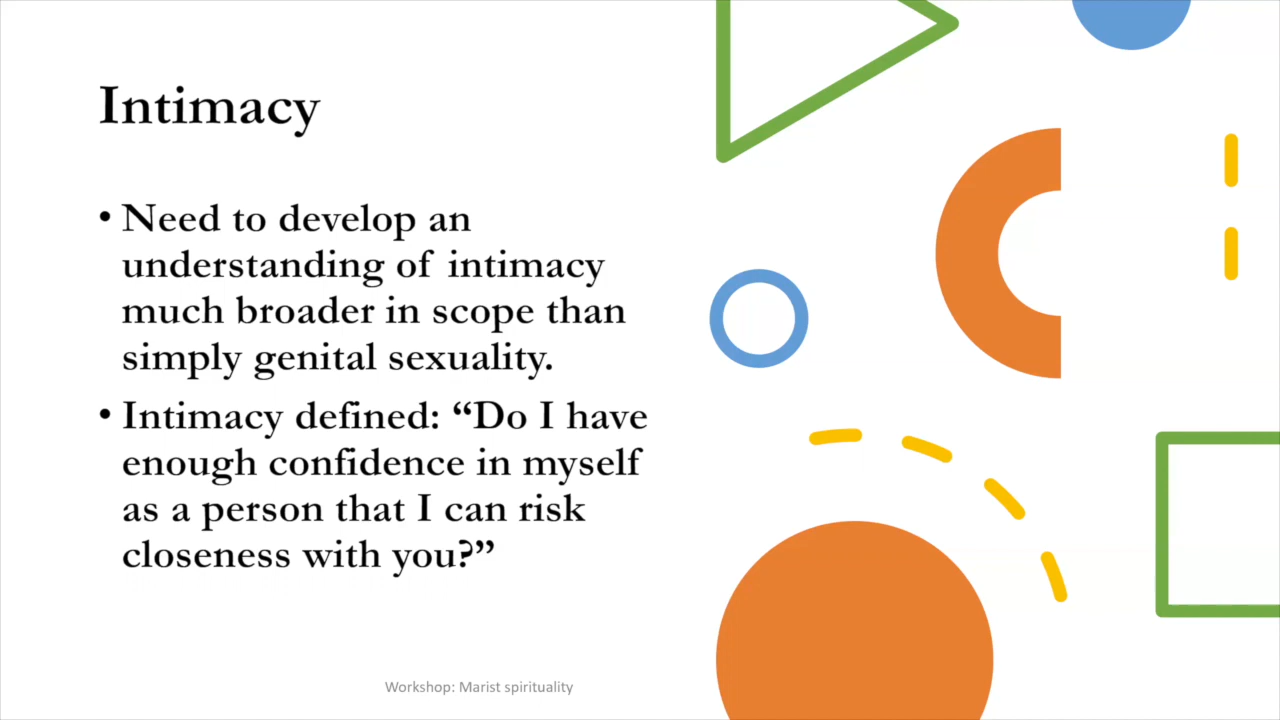 Intimacy
• Need to develop an
understanding of intimacy
much broader in scope than
simply genital sexuality.
• Intimacy defined: “Do I have
enough confidence in myself
as a person that I can risk
closeness with you?”
Workshop: Marist spirituality